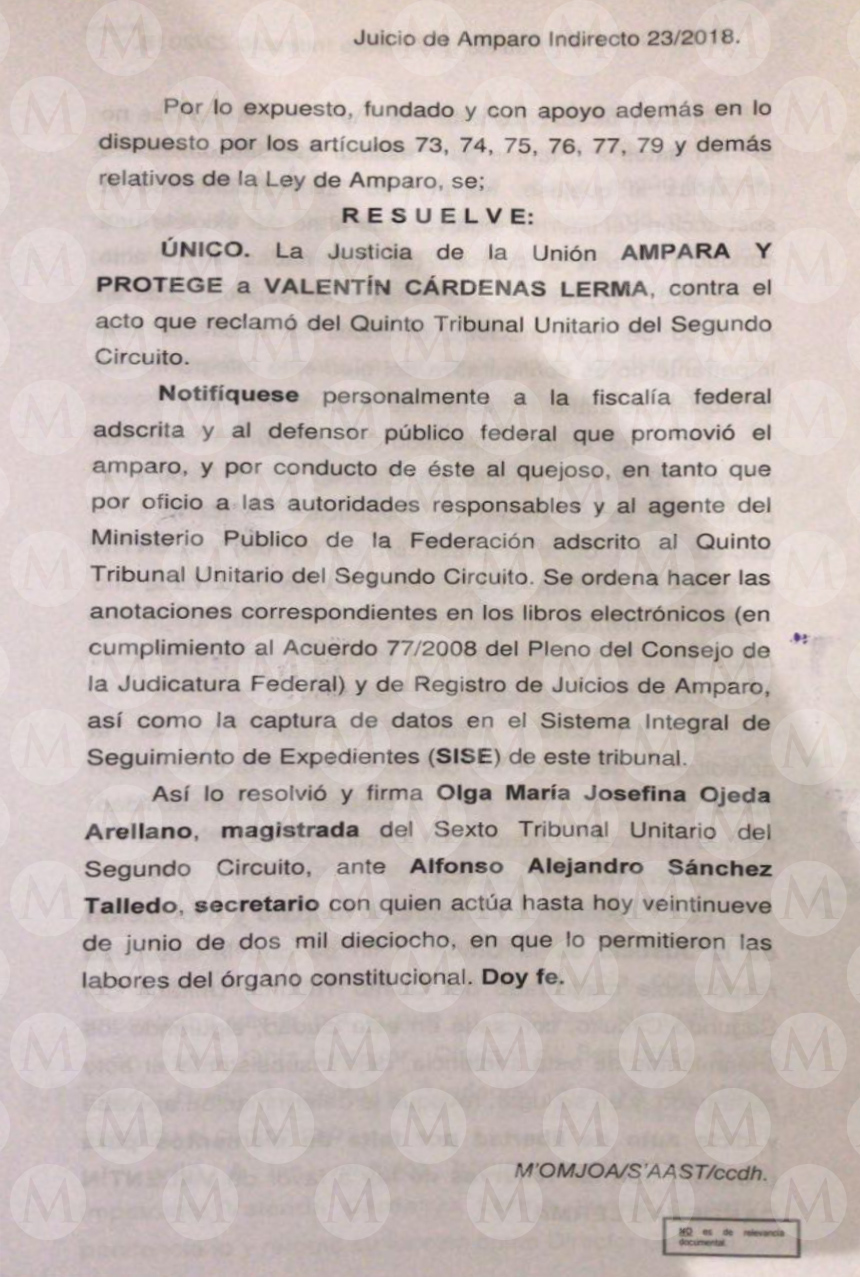 Juicio de Amparo Indirecto 23/2018.
Por lo expuesto, fundado y con apoyo además en lo
dispuesto por los artículos 73, 74, 75, 76, 77, 79 y demás
relativos de la Ley de Amparo, se;
R E S U E L V E:
ÚNICO. La Justicia de la Unión AMPARA Y
PROTEGE a VALENTÍN CÁRDENAS LERMA, contra el
acto que reclamó del Quinto Tribunal Unitario del Segundo
Circuito.
Notifíquese personalmente a la fiscalía federal
adscrita y al defensor público federal que promovió el
amparo, y por conducto de éste al quejoso, en tanto que
por oficio a las autoridades responsables y al agente del
Ministerio Público de la Federación adscrito al Quinto
Tribunal Unitario del Segundo Circuito. Se ordena hacer las
anotaciones correspondientes en los libros electrónicos (en
cumplimiento al Acuerdo 77/2008 del Pleno del Consejo de
la Judicatura Federal) y de Registro de Juicios de Amparo,
así como la captura de datos en el Sistema Integral de
Seguimiento de Expedientes (SISE) de este tribunal.
Así lo resolvió y firma Olga María Josefina Ojeda
Arellano, magistrada del Sexto Tribunal Unitario del
Segundo Circuito, ante Alfonso Alejandro Sánchez
Talledo, secretario con quien actúa hasta hoy veintinueve
de junio de dos mil dieciocho, en que lo permitieron las
labores del órgano constitucional. Doy fe.
M'OMJOA/S'AAST/ccdh.
NO es de relevancia
documental.